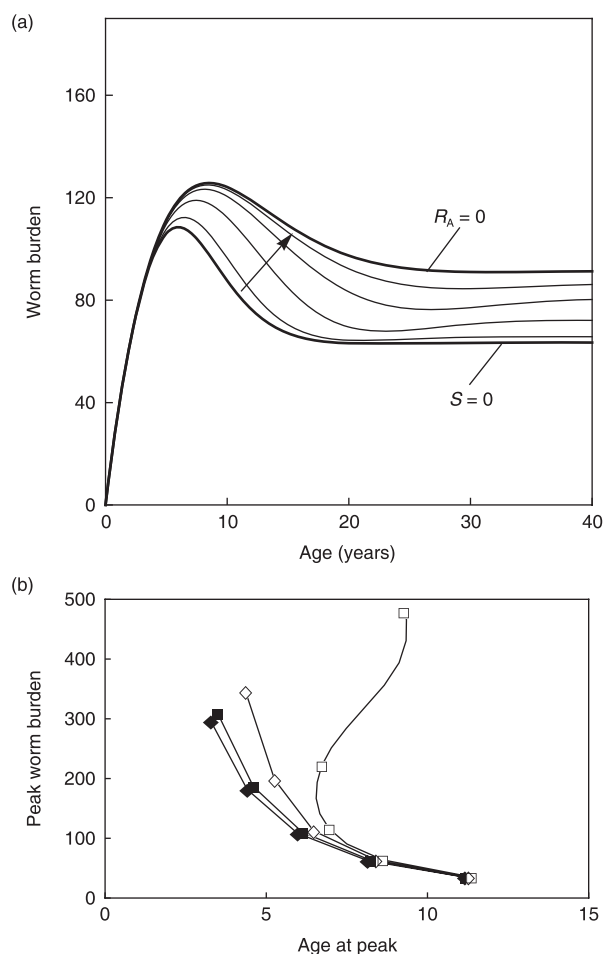 (a)
160
120
80
40
0
Worm burden
R_A = 0
S = 0
0 10 20 30 40
Age (years)
(b)
500
400
300
200
100
0
Peak worm burden
0 5 10 15
Age at peak